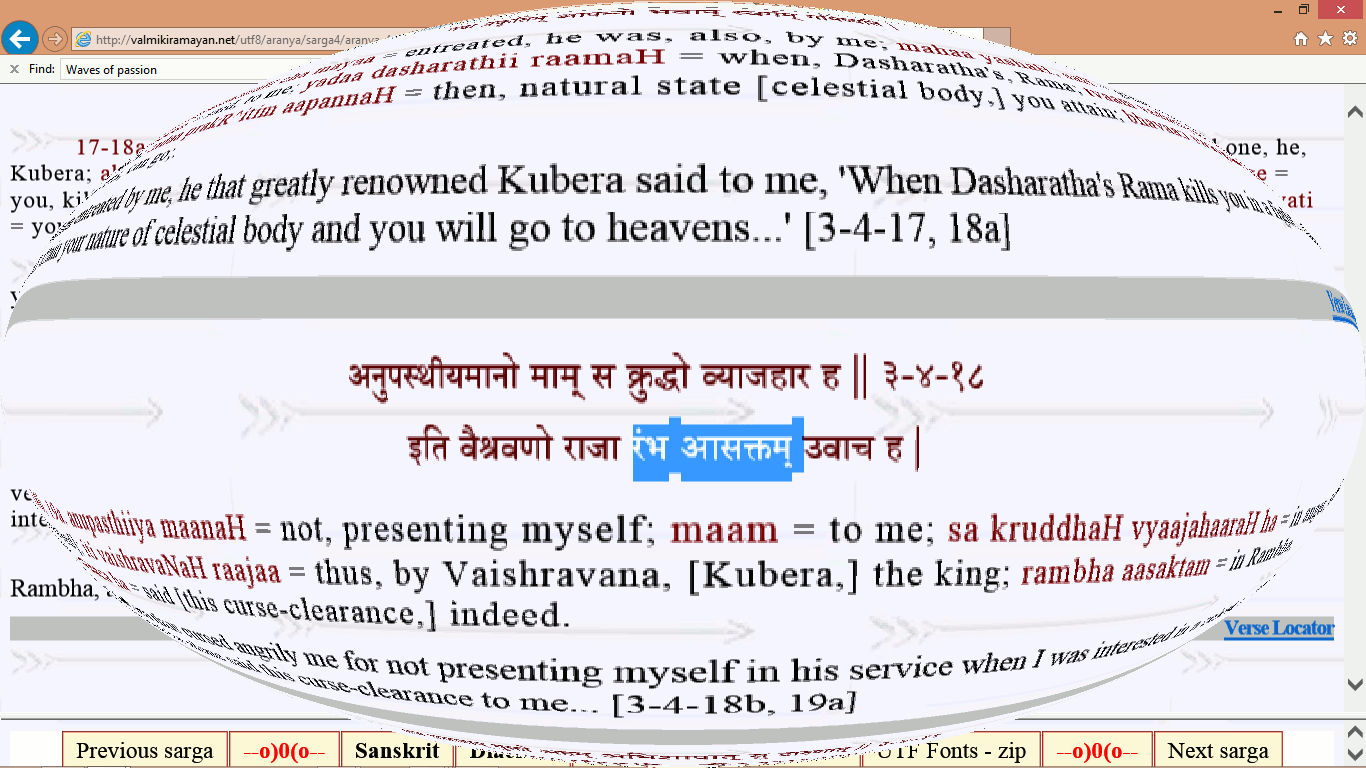 http://valmikiramayan.net/utf8/aranya/sarga4/aranya
x Find: Waves of passion
= entreated, he was, also, by me; mahaa
yadaa dasharathii raamaH = when, Dasharatha's, Rama,
prakR^itim aapannaH = then, natural state [celestial body,] you attain;
17-18a
one, he,
Kubera;
you,
by me, he that greatly renowned Kubera said to me, 'When Dasharatha's Rama kills you in a
your nature of celestial body and you will go to heavens...' [3-4-17, 18a]
अनुपस्थीयमानो माम् स क्रुद्धो व्याजहार ह || ३-४-१८
इति वैश्रवणो राजा रंभ आसक्तम् उवाच ह |
anupasthiiya maanaH = not, presenting myself; maam = to me; sa kruddhaH vyaajahaaraH ha = in
vaishravaNaH raajaa = thus, by Vaishravana, [Kubera,] the king; rambha aasaktam = in Rambha
Rambha, = said [this curse-clearance,] indeed.
Verse Locator
cursed angrily me for not presenting myself in his service when I was interested in
said this curse-clearance to me... [3-4-18b, 19a]
Previous sarga --o)0(o-- Sanskrit UTF Fonts - zip --o)0(o-- Next sarga